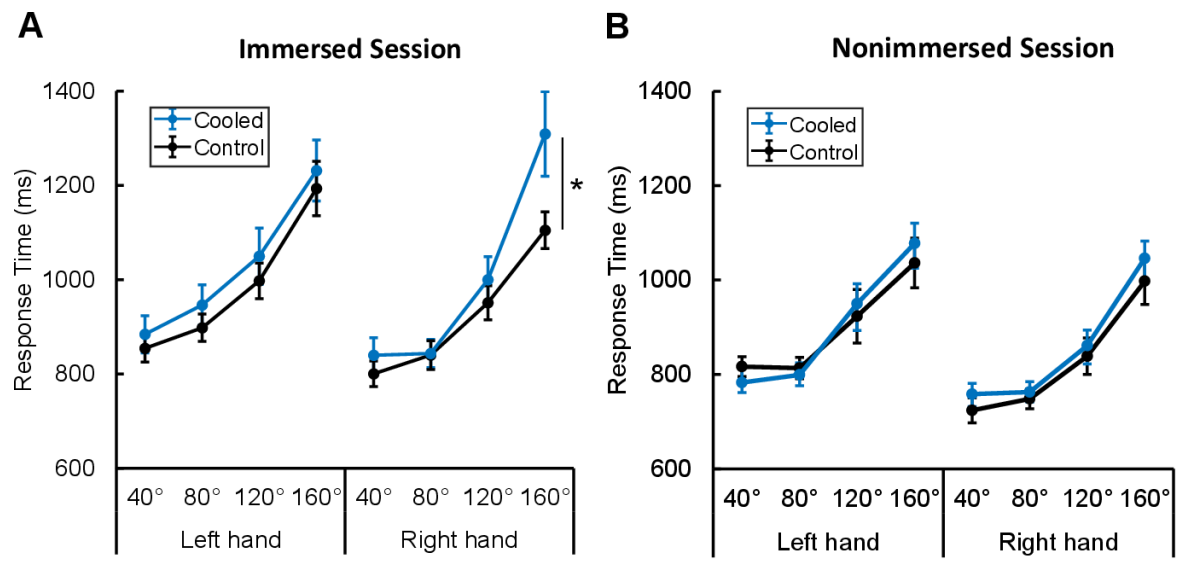 A
Immersed Session
1400
1200
1000
800
600
Response Time (ms)
Cooled
Control
*
40° 80° 120° 160° 40° 80° 120° 160°
Left hand Right hand
B
Nonimmersed Session
1400
1200
1000
800
600
Response Time (ms)
Cooled
Control
40° 80° 120° 160° 40° 80° 120° 160°
Left hand Right hand